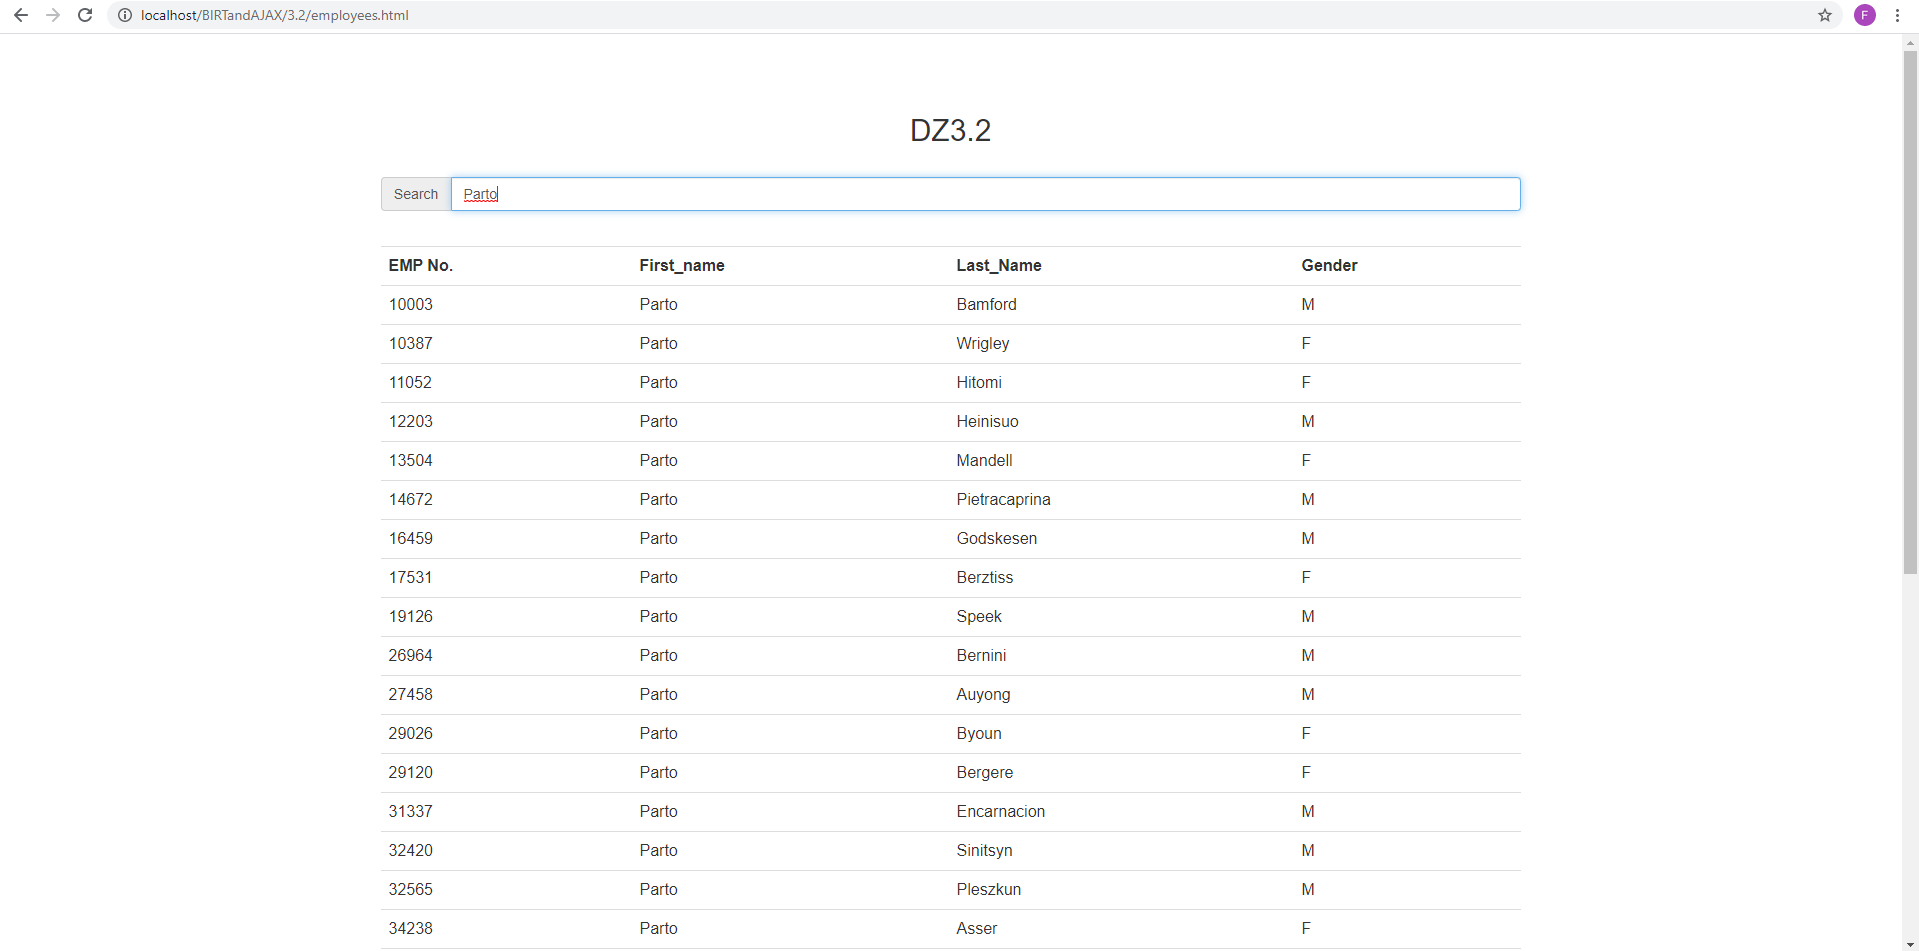 localhost/BIRTandAJAX/3.2/employees.html
F
DZ3.2
Search Parto
EMP No. First_name Last_Name Gender
10003 Parto Bamford M
10387 Parto Wrigley F
11052 Parto Hitomi F
12203 Parto Heinisuo M
13504 Parto Mandell F
14672 Parto Pietracaprina M
16459 Parto Godskesen M
17531 Parto Berztiss F
19126 Parto Speek M
26964 Parto Bernini M
27458 Parto Auyong M
29026 Parto Byoun F
29120 Parto Bergere F
31337 Parto Encarnacion M
32420 Parto Sinitsyn M
32565 Parto Pleszkun M
34238 Parto Asser F